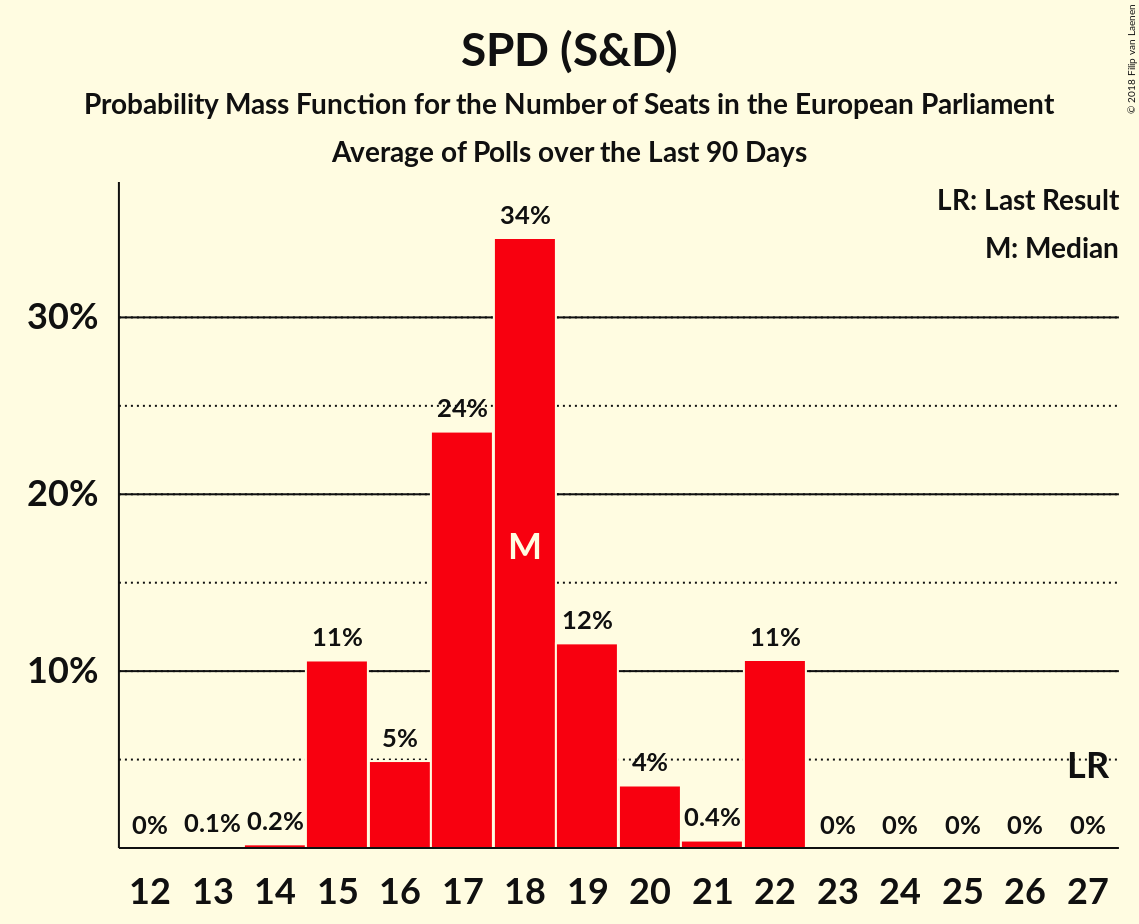 SPD (S&D)
Probability Mass Function for the Number of Seats in the European Parliament
Average of Polls over the Last 90 Days
© 2018 Filip van Laenen
LR: Last Result
M: Median
30%
20%
10%
0% 0.1% 0.2% 11% 5% 24% 34% 12% 4% 0.4% 11% 0% 0% 0% 0% 0%
M
LR
12 13 14 15 16 17 18 19 20 21 22 23 24 25 26 27